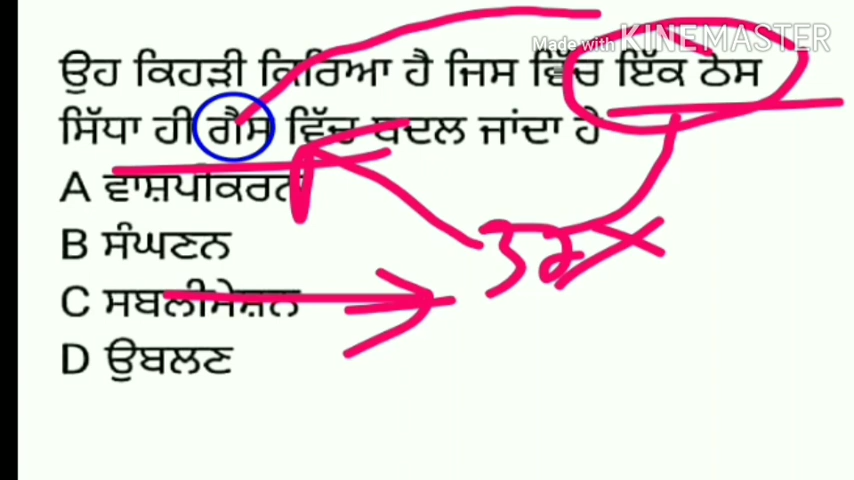 Made with KINEMASTER
ਉਹ ਕਿਹੜੀ ਕਿਰਿਆ ਹੈ ਜਿਸ ਵਿੱਚ ਇੱਕ ਠੋਸ
ਸਿੱਧਾ ਹੀ ਗੈਸ ਵਿੱਚ ਬਦਲ ਜਾਂਦਾ ਹੈ
A ਵਾਸ਼ਪੀਕਰਨ
B ਸੰਘਣਨ
C ਸਬਲੀਮੇਸ਼ਨ
D ਉਬਲਣ